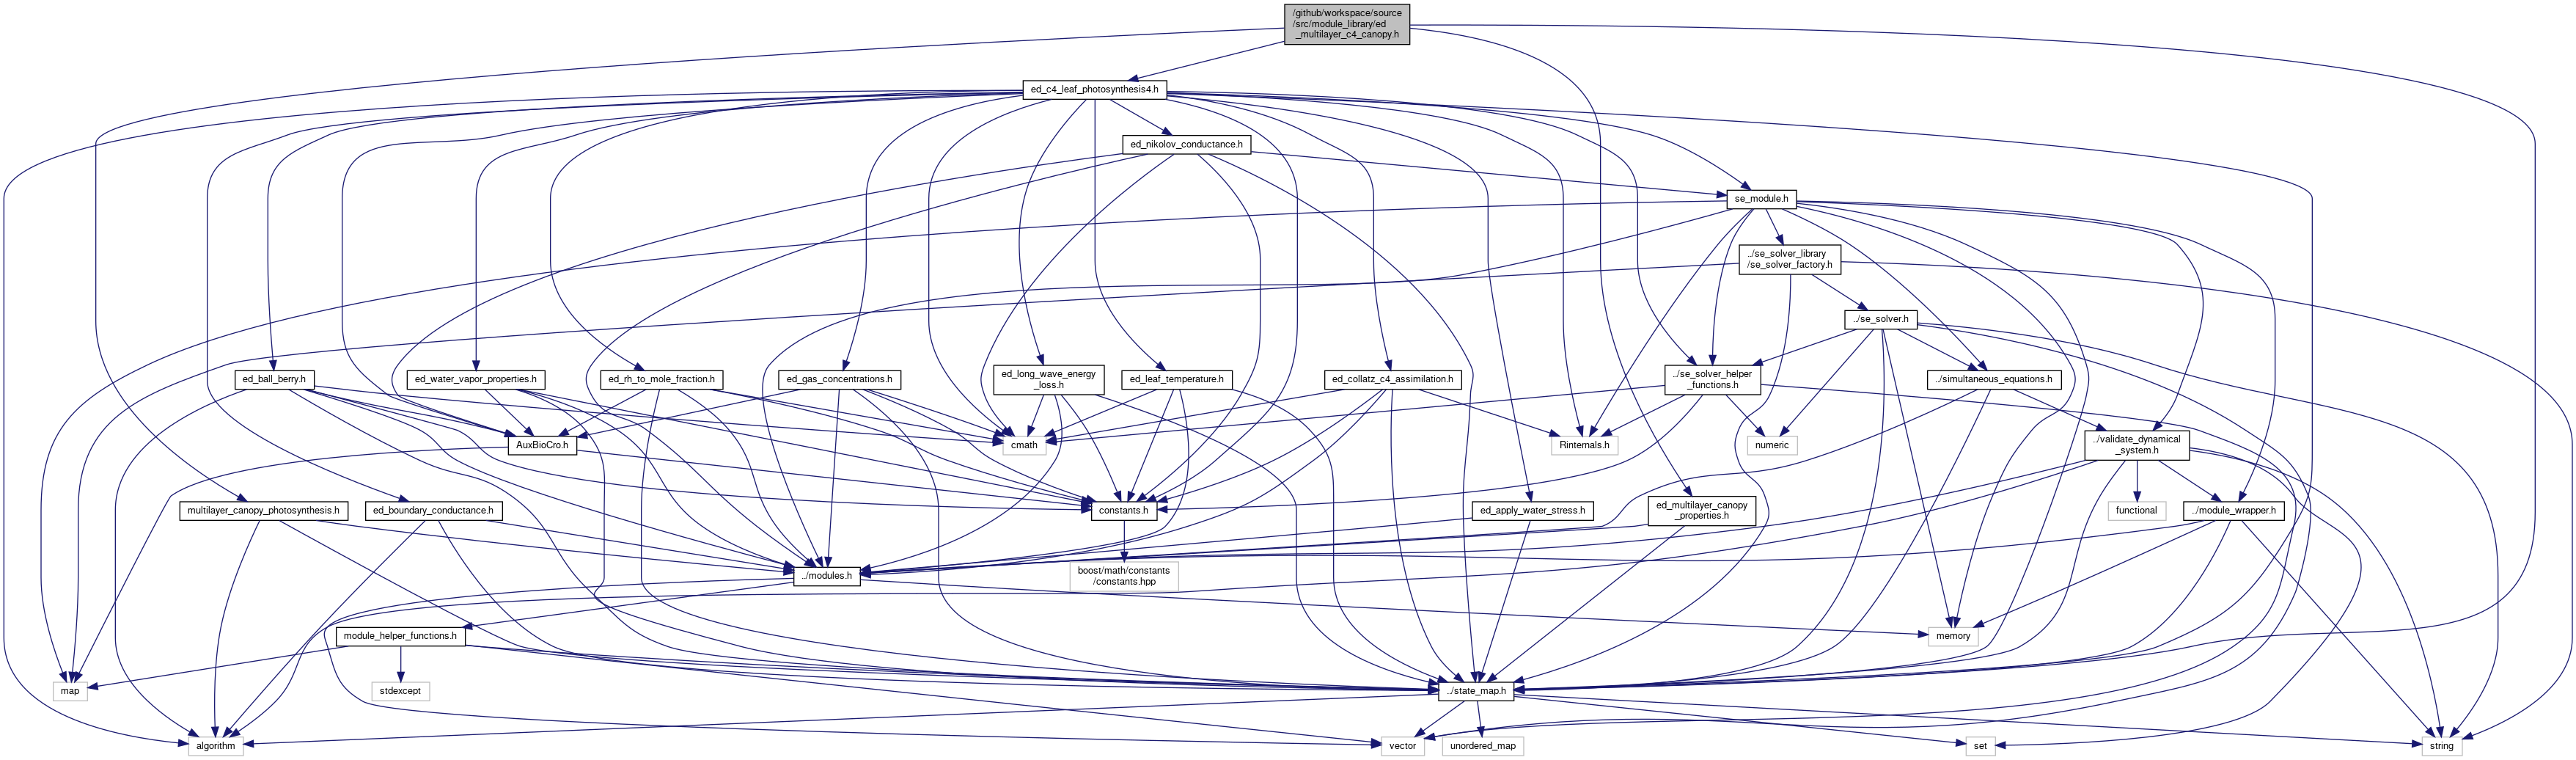 /github/workspace/source
/src/module_library/ed
_multilayer_c4_canopy.h
ed_c4_leaf_photosynthesis4.h
ed_nikolov_conductance.h
se_module.h
../se_solver_library
/se_solver_factory.h
../se_solver.h
ed_ball_berry.h
ed_water_vapor_properties.h
ed_rh_to_mole_fraction.h
ed_gas_concentrations.h
ed_long_wave_energy
_loss.h
ed_leaf_temperature.h
ed_collatz_c4_assimilation.h
../se_solver_helper
_functions.h
../simultaneous_equations.h
AuxBioCro.h
cmath
Rinternals.h
numeric
../validate_dynamical
_system.h
multilayer_canopy_photosynthesis.h
ed_boundary_conductance.h
constants.h
ed_apply_water_stress.h
ed_multilayer_canopy
_properties.h
functional
../module_wrapper.h
../modules.h
boost/math/constants
/constants.hpp
module_helper_functions.h
memory
map
stdexcept
../state_map.h
algorithm
vector
unordered_map
set
string